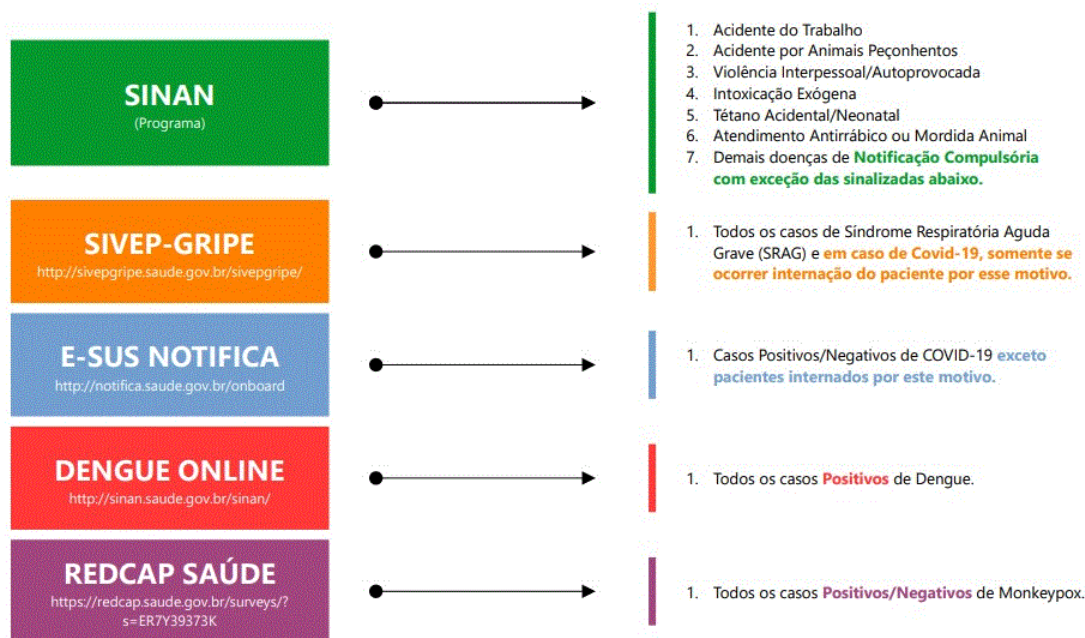 SINAN
(Programa)
1. Acidente do Trabalho
2. Acidente por Animais Peçonhentos
3. Violência Interpessoal/Autoprovocada
4. Intoxicação Exógena
5. Tétano Acidental/Neonatal
6. Atendimento Antirrábico ou Mordida Animal
7. Demais doenças de Notificação Compulsória
com exceção das sinalizadas abaixo.
SIVEP-GRIPE
http://sivepgripe.saude.gov.br/sivepgripe/
1. Todos os casos de Síndrome Respiratória Aguda
Grave (SRAG) e em caso de Covid-19, somente se
ocorrer internação do paciente por esse motivo.
E-SUS NOTIFICA
http://notifica.saude.gov.br/onboard
1. Casos Positivos/Negativos de COVID-19 exceto
pacientes internados por este motivo.
DENGUE ONLINE
http://sinan.saude.gov.br/sinan/
1. Todos os casos Positivos de Dengue.
REDCAP SAÚDE
https://redcap.saude.gov.br/surveys/?
s=ER7Y39373K
1. Todos os casos Positivos/Negativos de Monkeypox.